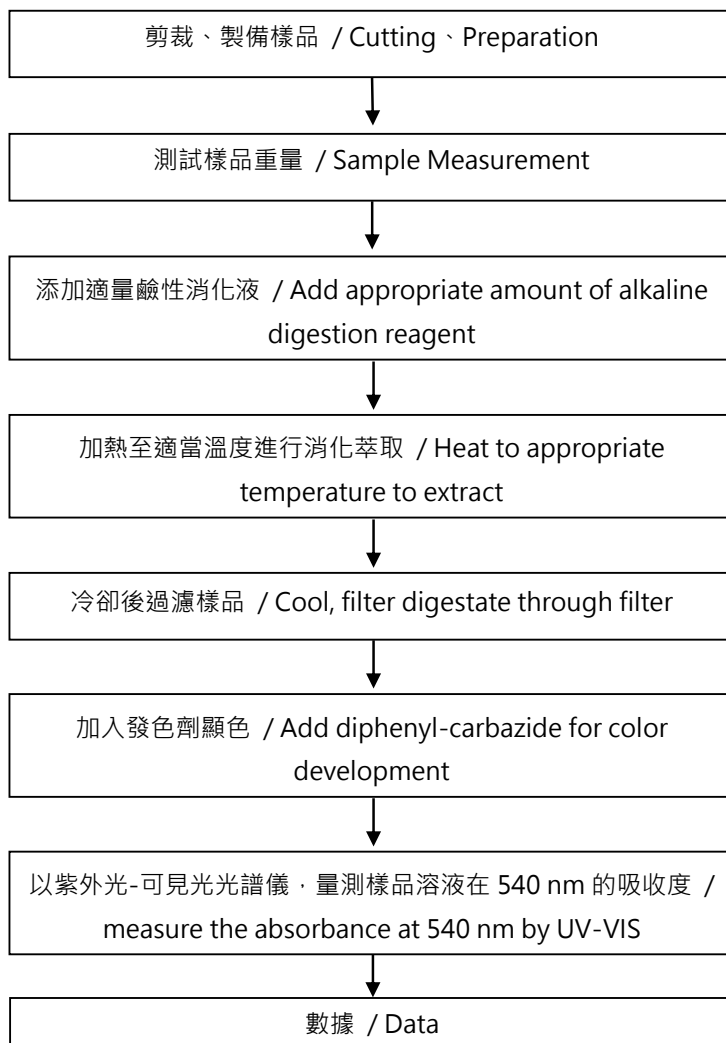 剪裁、製備樣品 / Cutting、Preparation
測試樣品重量 / Sample Measurement
添加適量鹼性消化液 / Add appropriate amount of alkaline
digestion reagent
加熱至適當溫度進行消化萃取 / Heat to appropriate
temperature to extract
冷卻後過濾樣品 / Cool, filter digestate through filter
加入發色劑顯色 / Add diphenyl-carbazide for color
development
以紫外光-可見光光譜儀，量測樣品溶液在 540 nm 的吸收度 /
measure the absorbance at 540 nm by UV-VIS
數據 / Data